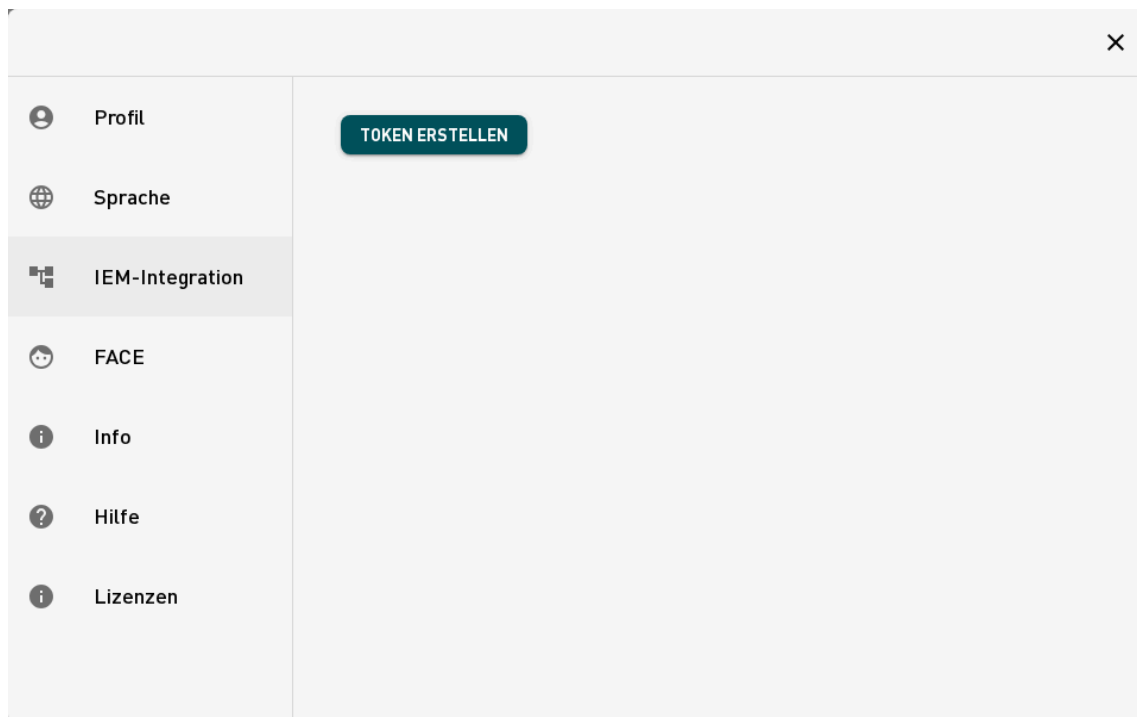 Profil
TOKEN ERSTELLEN
Sprache
IEM-Integration
FACE
Info
Hilfe
Lizenzen